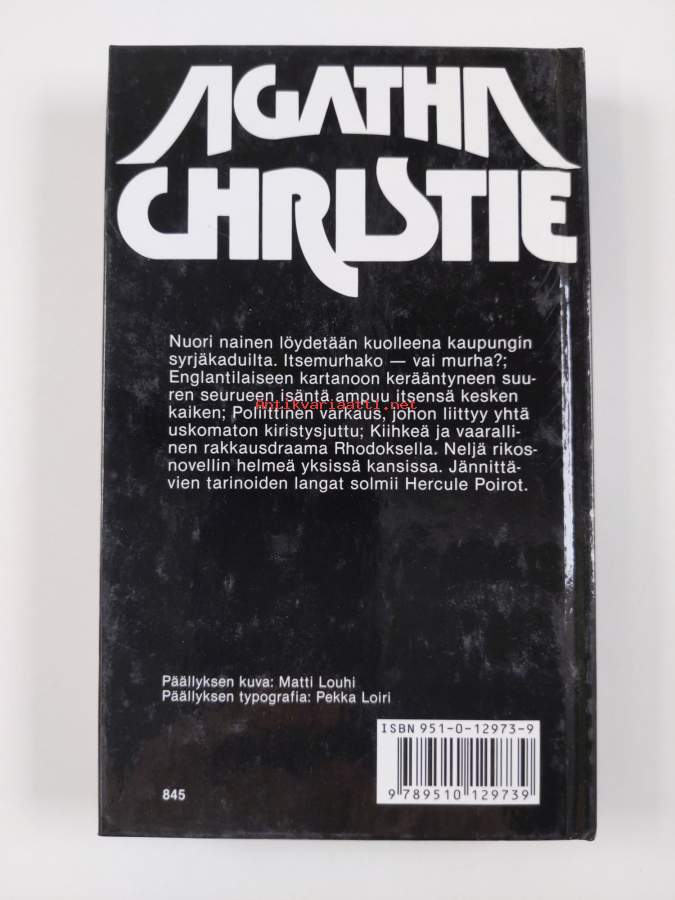 AGATHA
CHRISTIE
Nuori nainen löydetään kuolleena kaupungin
syrjäkaduilta. Itsemurhako — vai murha?;
Englantilaiseen kartanoon kerääntyneen suu-
ren seurueen isäntä ampuu itsensä kesken
Antikvariaatti.net
kaiken; Poliittinen varkaus, johon liittyy yhtä
uskomaton kiristysjuttu; Kiihkeä ja vaaralli-
nen rakkausdraama Rhodoksella. Neljä rikos-
novellin helmeä yksissä kansissa. Jännittä-
vien tarinoiden langat solmii Hercule Poirot.
Päällyksen kuva: Matti Louhi
Päällyksen typografia: Pekka Loiri
ISBN 951-0-12973-9
9 789510 129739
845